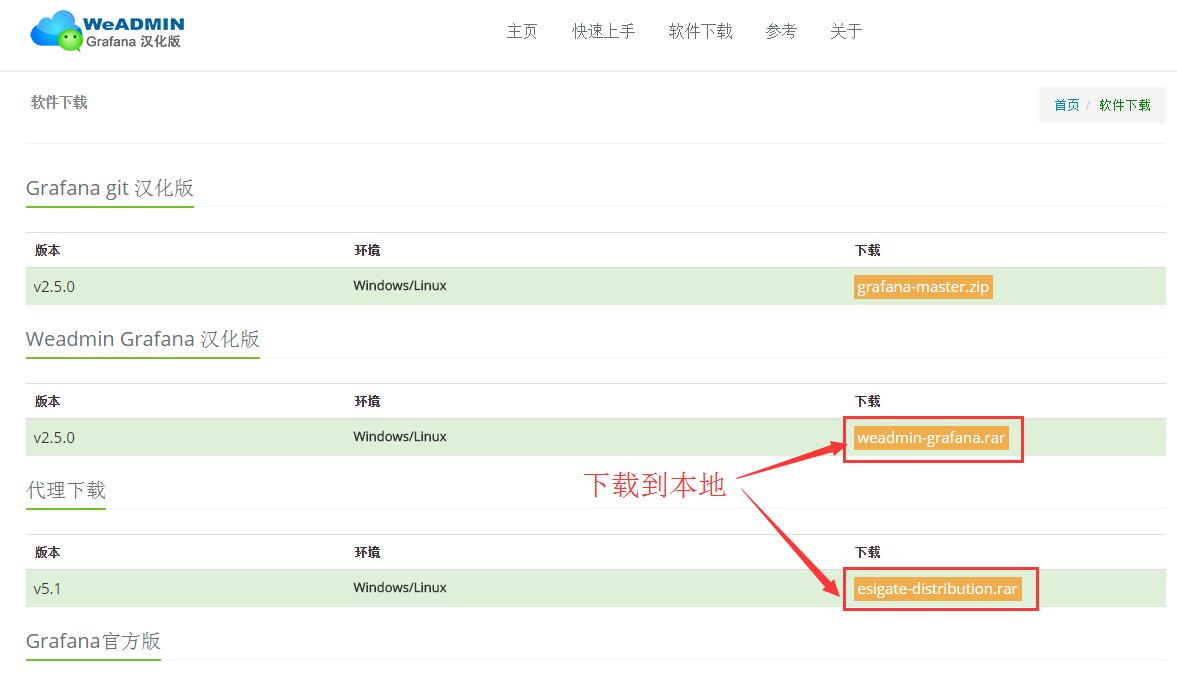 WeADMIN
Grafana 汉化版
主页 快速上手 软件下载 参考 关于
软件下载
首页 / 软件下载
Grafana git 汉化版
版本 环境 下载
v2.5.0 Windows/Linux grafana-master.zip
Weadmin Grafana 汉化版
版本 环境 下载
v2.5.0 Windows/Linux weadmin-grafana.rar
下载到本地
代理下载
版本 环境 下载
v5.1 Windows/Linux esigate-distribution.rar
Grafana官方版